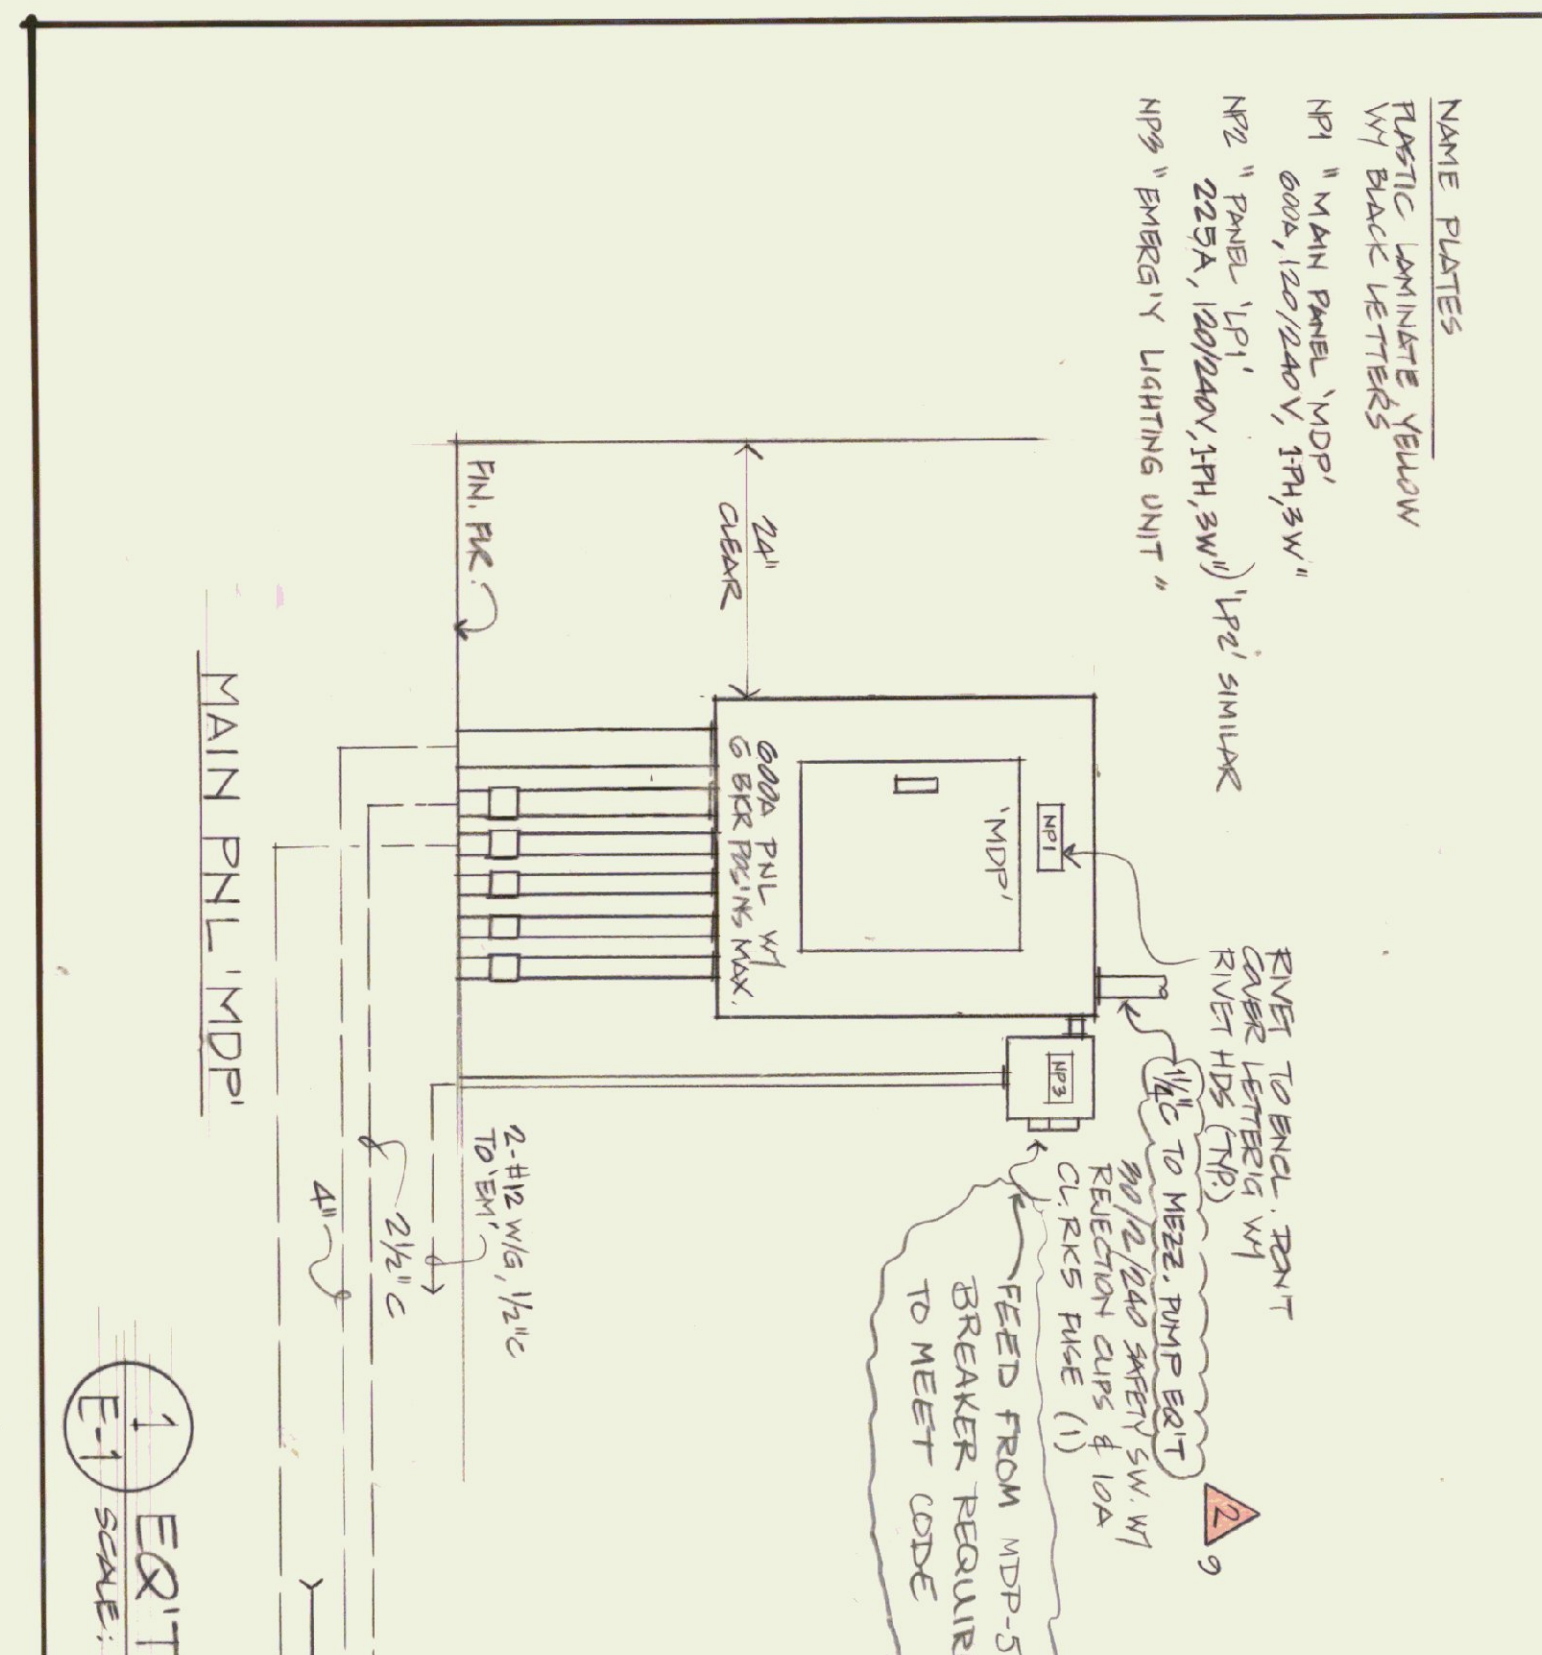 NAME PLATES
PLASTIC LAMINATE, YELLOW
W/ BLACK LETTERS
NP1 "MAIN PANEL 'MDP'
600A, 120/240V, 1-PH, 3W"
NP2 "PANEL 'LP1'
225A, 120/240V, 1-PH, 3W") 'LP2' SIMILAR
NP3 "EMERG'Y LIGHTING UNIT"
RIVET TO ENCL. DON'T
COVER LETTER'G W/
RIVET HDS (TYP.)
1 1/4"C TO MEZZ. PUMP EQ'T
2
9
30/2/240 SAFETY SW. W/
REJECTION CLIPS & 10A
CL. RK5 FUSE (1)
FEED FROM MDP-5
BREAKER REQUIR
TO MEET CODE
NP1
'MDP'
NP3
24"
CLEAR
600A PNL W/
6 BKR POS'NS MAX.
FIN. FLR.
2-#12 W/G, 1/2"C
TO 'EM'
2 1/2" C
4"
MAIN PNL 'MDP'
1
E-1
EQ'T
SCALE: